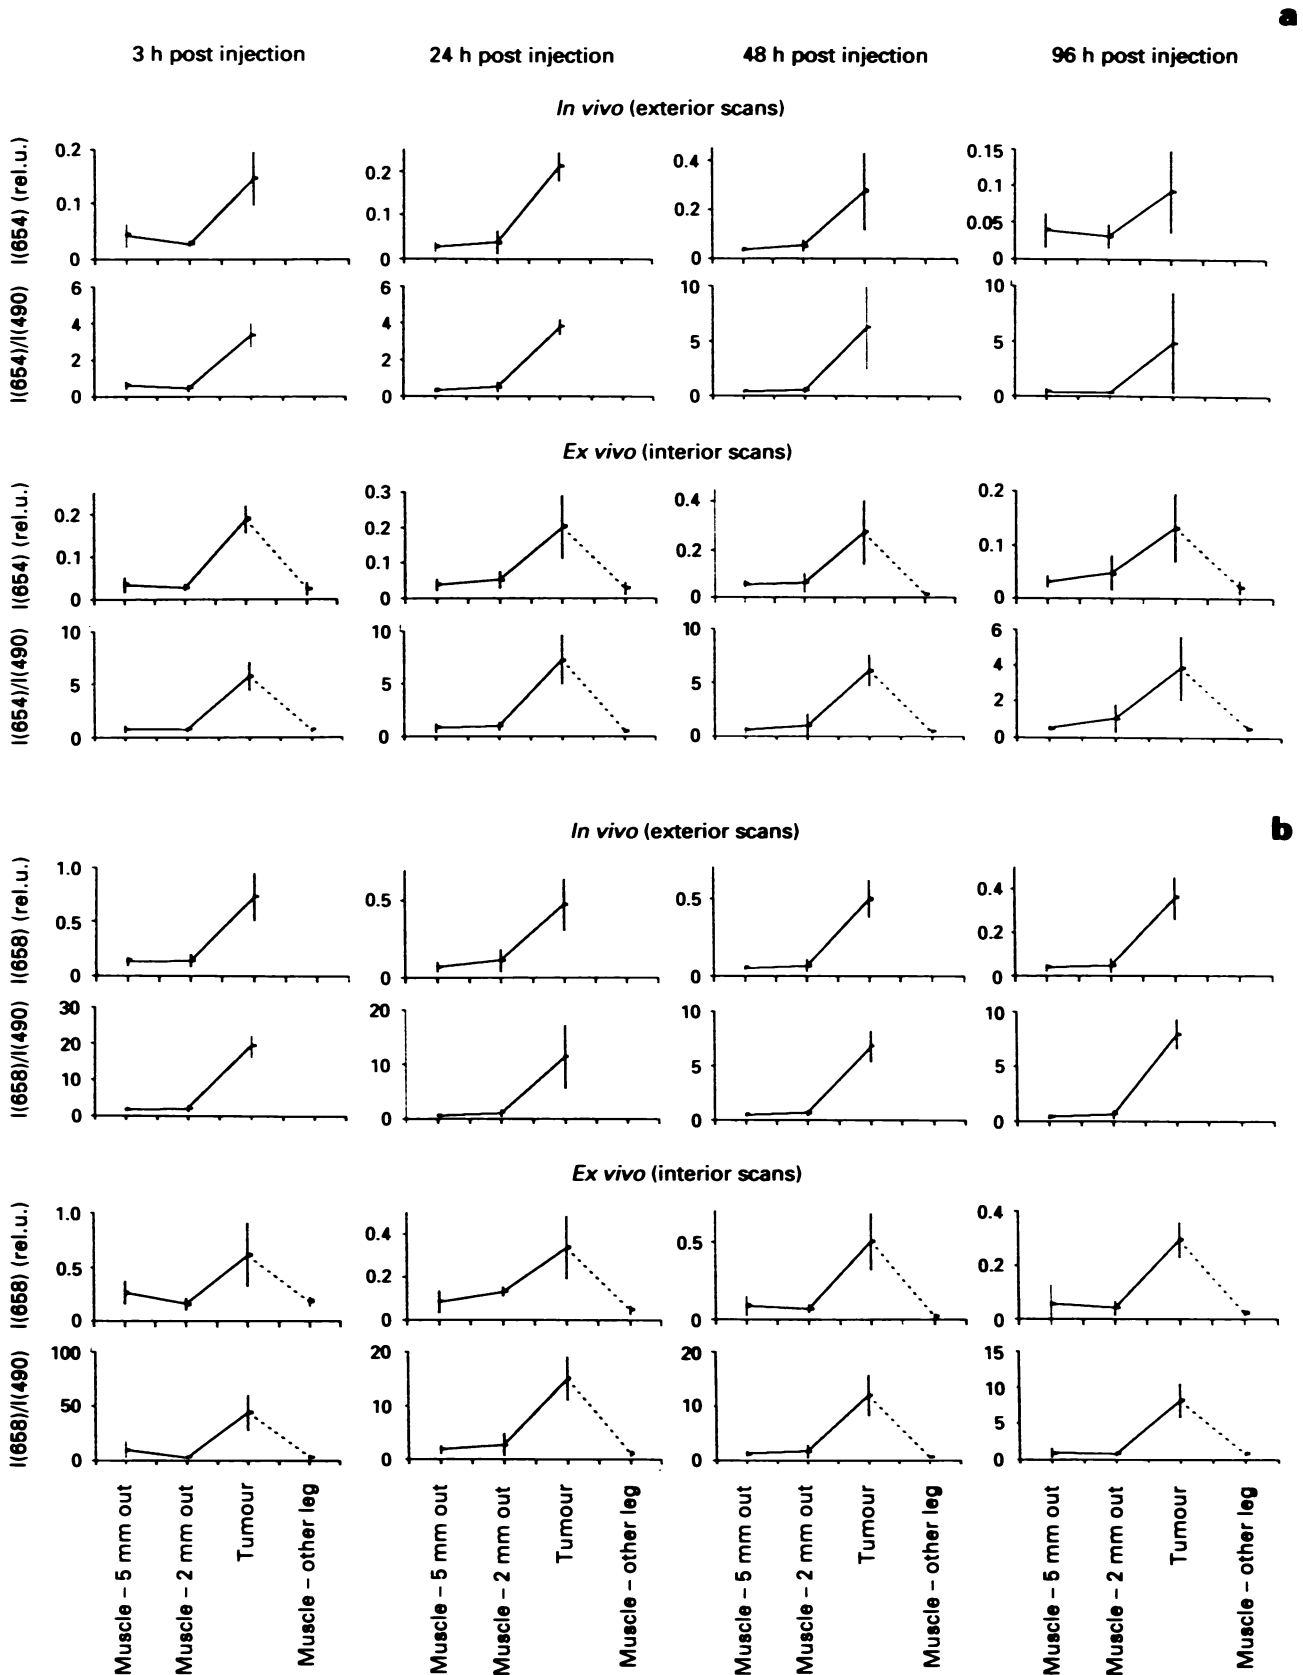 a
3 h post injection 24 h post injection 48 h post injection 96 h post injection
In vivo (exterior scans)
I(654) (rel.u.)
0.2 0.1 0
0.2 0.1 0
0.4 0.2 0
0.15 0.1 0.05 0
I(654)/I(490)
6 4 2 0
6 4 2 0
10 5 0
10 5 0
Ex vivo (interior scans)
I(654) (rel.u.)
0.2 0.1 0
0.3 0.2 0.1 0
0.4 0.2 0
0.2 0.1 0
I(654)/I(490)
10 5 0
10 5 0
10 5 0
6 4 2 0
b
In vivo (exterior scans)
I(658) (rel.u.)
1.0 0.5 0
0.5 0
0.5 0
0.4 0.2 0
I(658)/I(490)
30 20 10 0
20 10 0
10 5 0
10 5 0
Ex vivo (interior scans)
I(658) (rel.u.)
1.0 0.5 0
0.4 0.2 0
0.5 0
0.4 0.2 0
I(658)/I(490)
100 50 0
20 10 0
20 10 0
15 10 5 0
Muscle – 5 mm out
Muscle – 2 mm out
Tumour
Muscle – other leg
Muscle – 5 mm out
Muscle – 2 mm out
Tumour
Muscle – other leg
Muscle – 5 mm out
Muscle – 2 mm out
Tumour
Muscle – other leg
Muscle – 5 mm out
Muscle – 2 mm out
Tumour
Muscle – other leg